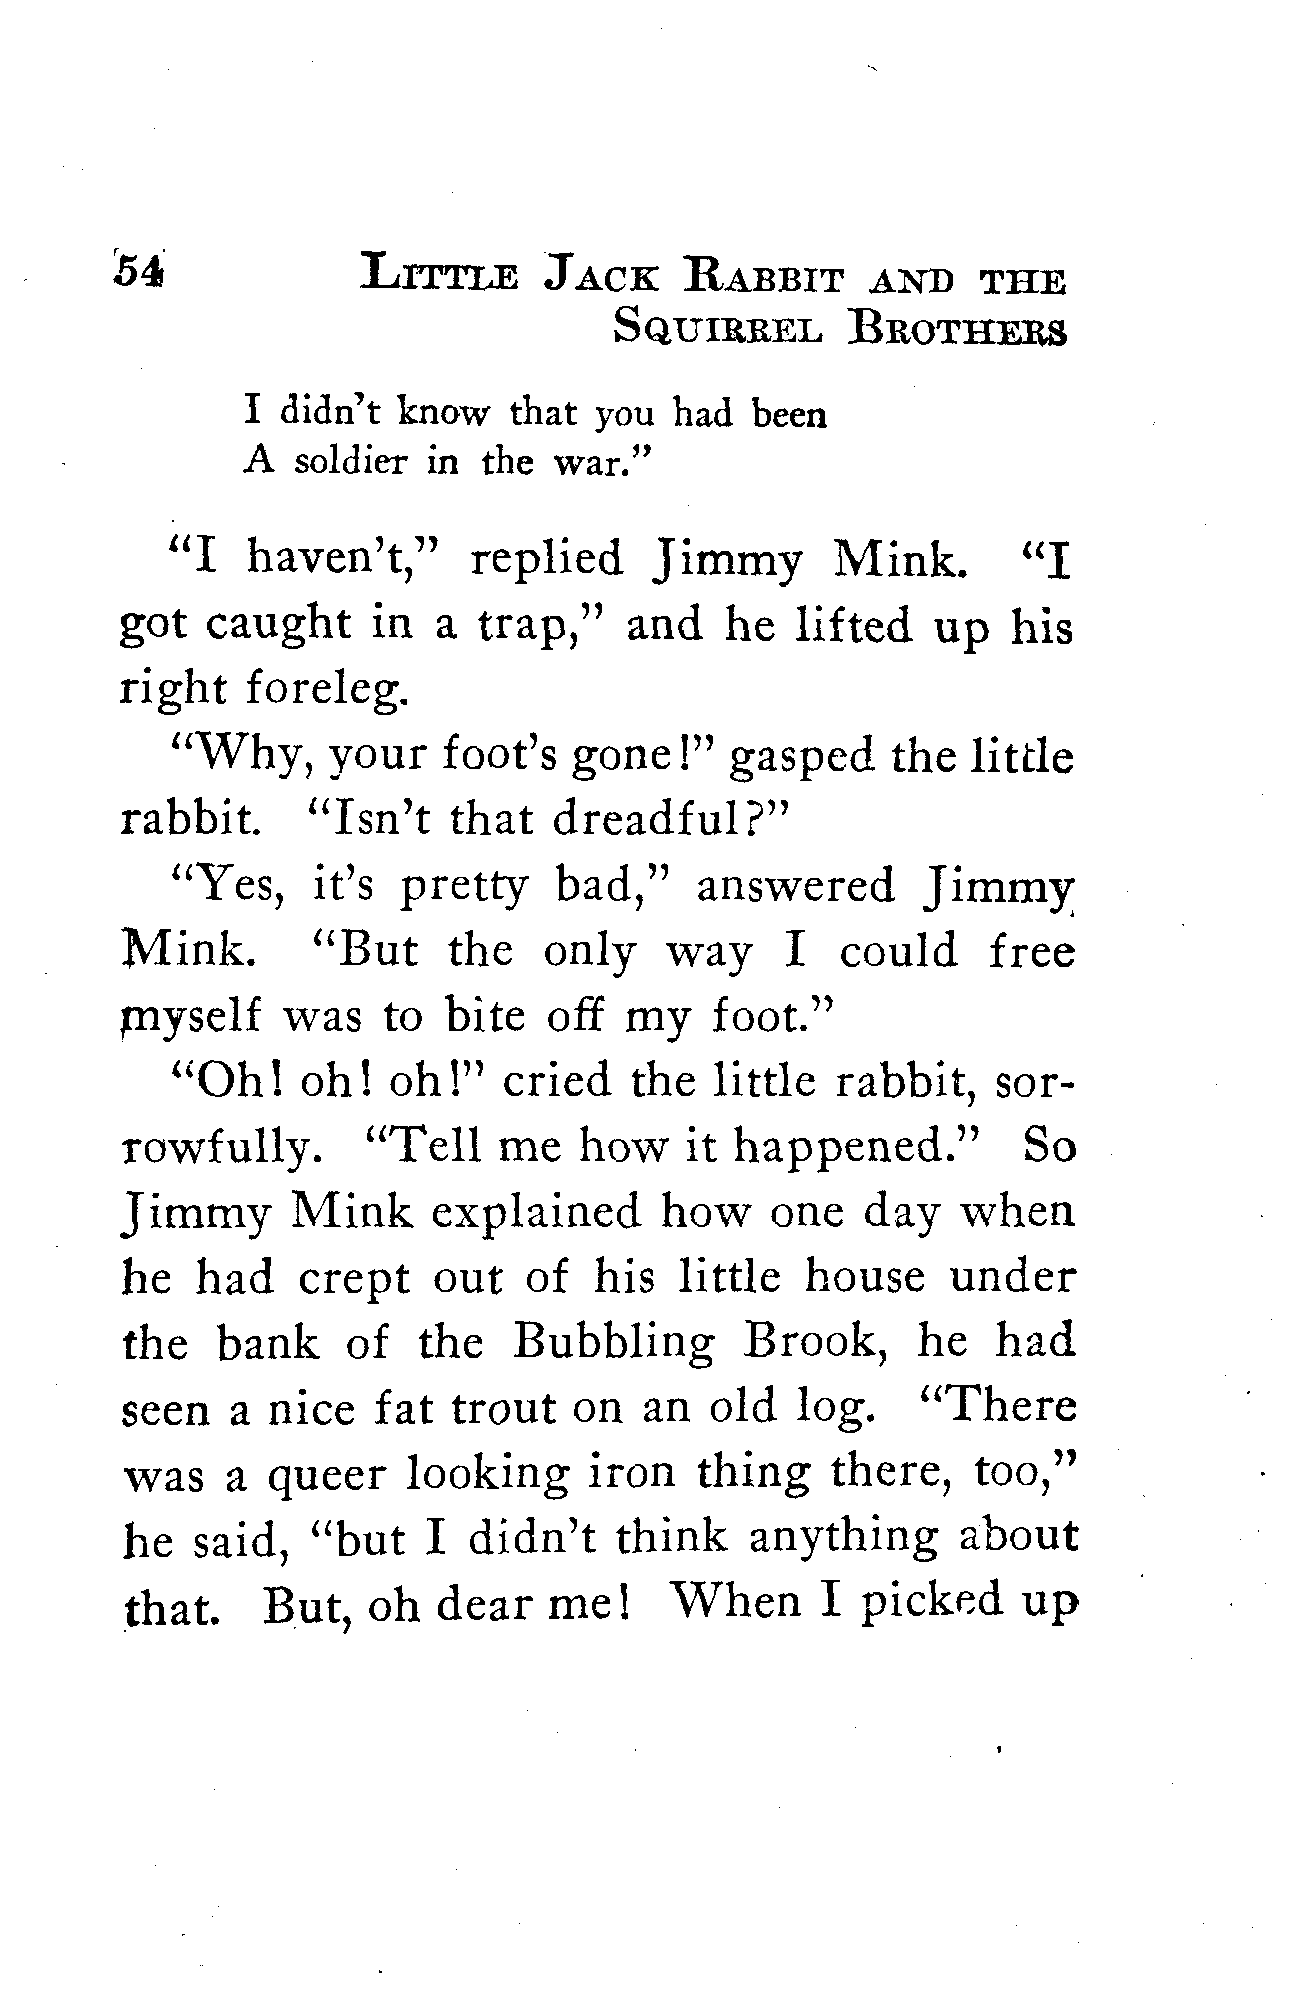 54 LITTLE JACK RABBIT AND THE
SQUIRREL BROTHERS
I didn't know that you had been
A soldier in the war."
"I haven't," replied Jimmy Mink. "I
got caught in a trap," and he lifted up his
right foreleg.
"Why, your foot's gone!" gasped the little
rabbit. "Isn't that dreadful?"
"Yes, it's pretty bad," answered Jimmy
Mink. "But the only way I could free
myself was to bite off my foot."
"Oh! oh! oh!" cried the little rabbit, sor-
rowfully. "Tell me how it happened." So
Jimmy Mink explained how one day when
he had crept out of his little house under
the bank of the Bubbling Brook, he had
seen a nice fat trout on an old log. "There
was a queer looking iron thing there, too,"
he said, "but I didn't think anything about
that. But, oh dear me! When I picked up